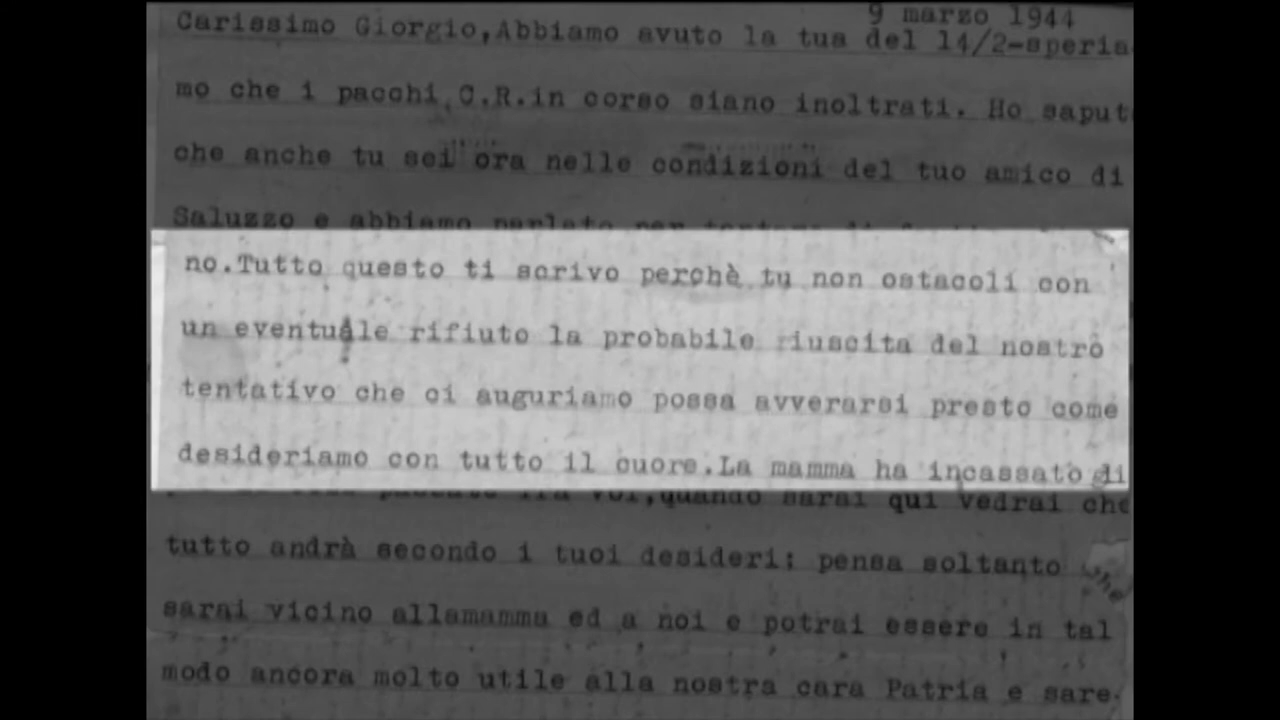 9 marzo 1944
Carissimo Giorgio,Abbiamo avuto la tua del 14/2-speria
mo che i pacchi C.R.in corso siano inoltrati. Ho saput
che anche tu sei ora nelle condizioni del tuo amico di
Saluzzo e abbiamo parlato per
no.Tutto questo ti scrivo perchè tu non ostacoli con
un eventuale rifiuto la probabile riuscita del nostro
tentativo che ci auguriamo possa avverarsi presto come
desideriamo con tutto il cuore.La mamma ha incassato di
voi,quando sarai qui vedrai che
tutto andrà secondo i tuoi desideri; pensa soltanto che
sarai vicino allamamma ed a noi e potrai essere in tal
modo ancora molto utile alla nostra cara Patria e sare-